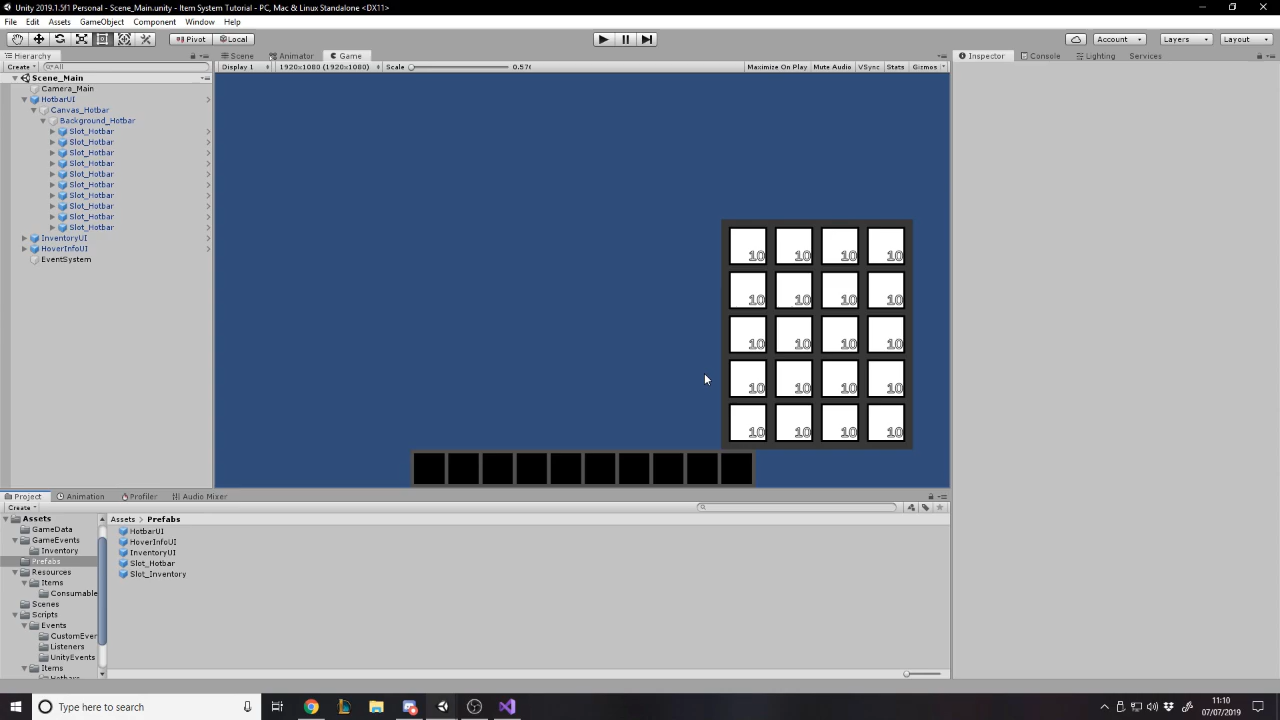 Unity 2019.1.5f1 Personal - Scene_Main.unity - Item System Tutorial - PC, Mac & Linux Standalone <DX11>
File Edit Assets GameObject Component Window Help
Pivot Local Account Layers Layout
Hierarchy Scene Animator Game Inspector Console Lighting Services
Create All Display 1 1920x1080 (1920x1080) Scale 0.57 Maximize On Play Mute Audio VSync Stats Gizmos
Scene_Main
Camera_Main
HotbarUI
Canvas_Hotbar
Background_Hotbar
Slot_Hotbar
Slot_Hotbar
Slot_Hotbar
Slot_Hotbar
Slot_Hotbar
Slot_Hotbar
Slot_Hotbar
Slot_Hotbar
Slot_Hotbar
Slot_Hotbar
InventoryUI
HoverInfoUI
EventSystem
10 10 10 10
10 10 10 10
10 10 10 10
10 10 10 10
10 10 10 10
Project Animation Profiler Audio Mixer
Create
Assets
GameData
GameEvents
Inventory
Prefabs
Resources
Items
Consumable
Scenes
Scripts
Events
CustomEver
Listeners
UnityEvents
Items
Assets Prefabs
HotbarUI
HoverInfoUI
InventoryUI
Slot_Hotbar
Slot_Inventory
Type here to search
11:10
07/07/2019